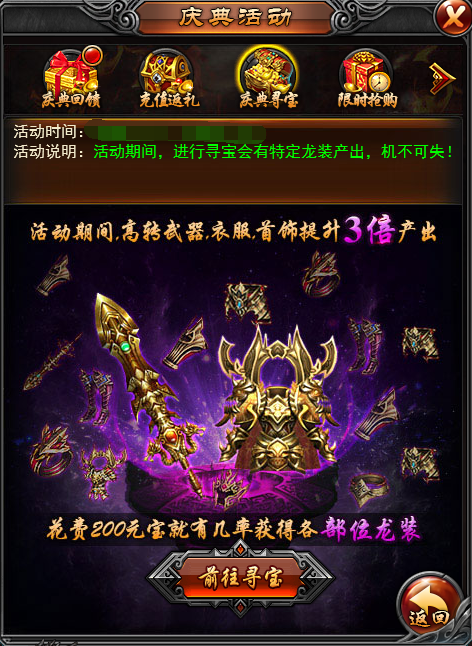 庆典活动
庆典回馈 充值返礼 庆典寻宝 限时抢购
活动时间:
活动说明: 活动期间，进行寻宝会有特定龙装产出，机不可失！
活动期间,高转武器,衣服,首饰提升3倍产出
花费200元宝就有几率获得各部位龙装
前往寻宝
返回